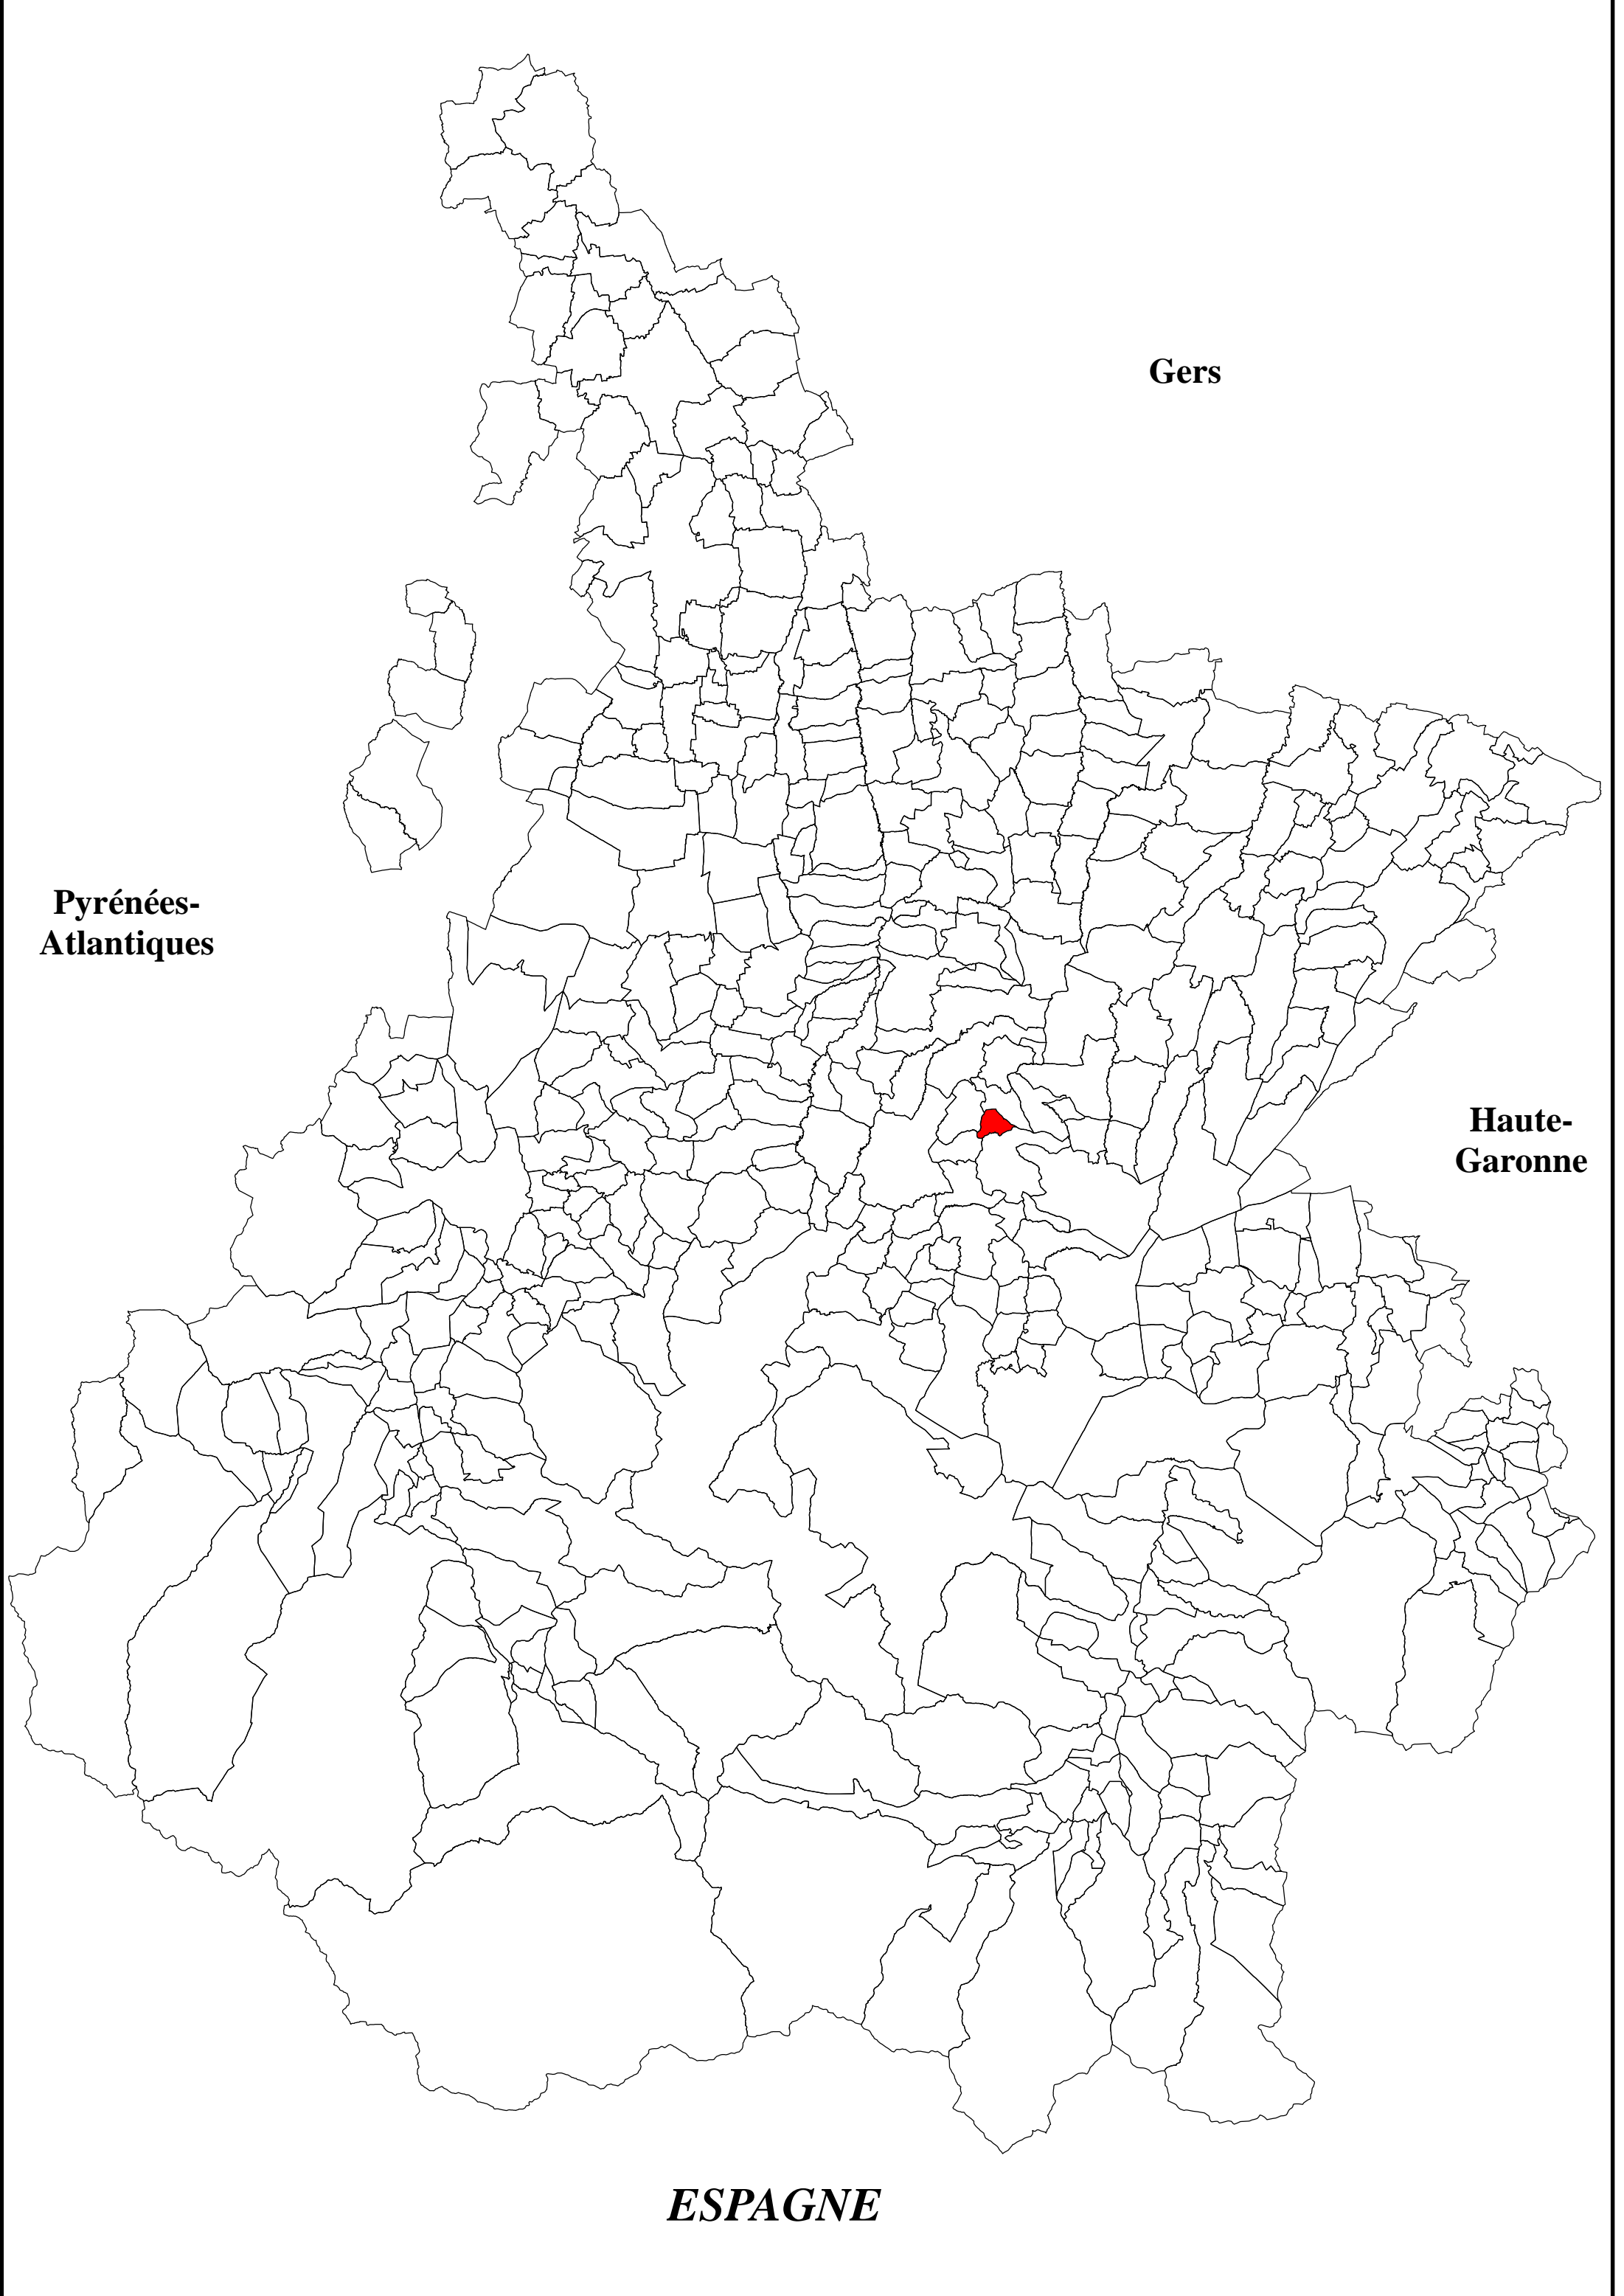 Gers
Pyrénées-
Atlantiques
Haute-
Garonne
ESPAGNE